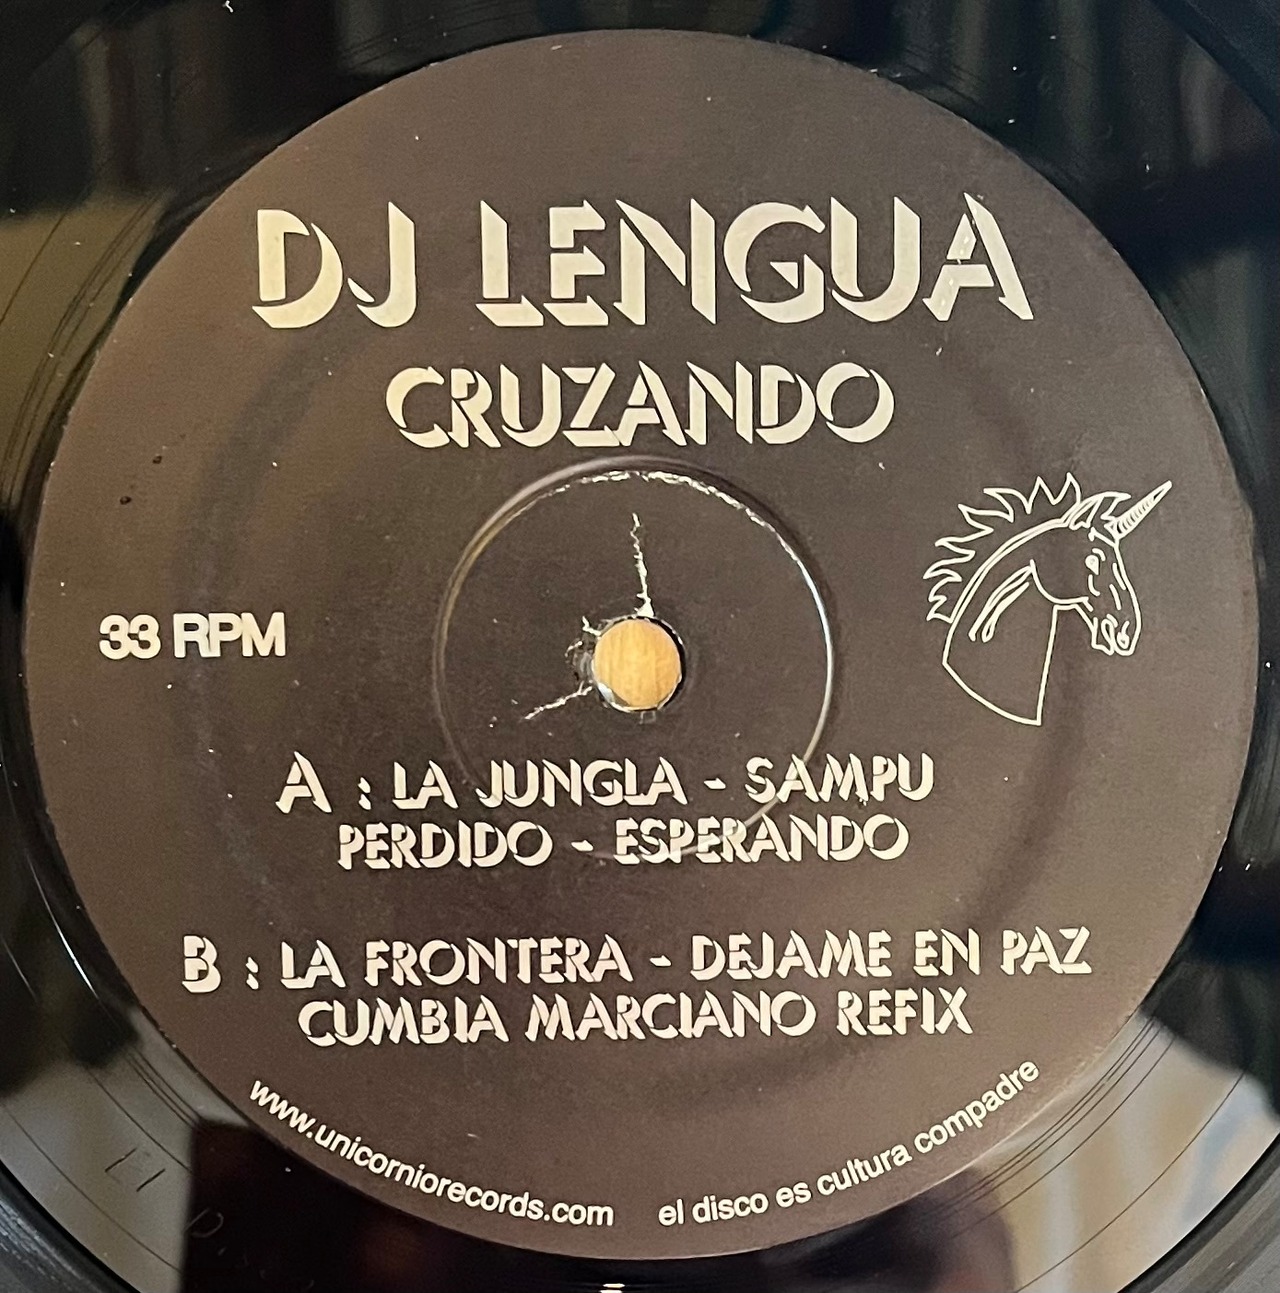 DJ LENGUA
CRUZANDO
33 RPM
A : LA JUNGLA - SAMPU
PERDIDO - ESPERANDO
B : LA FRONTERA - DEJAME EN PAZ
CUMBIA MARCIANO REFIX
www.unicorniorecords.com
el disco es cultura compadre